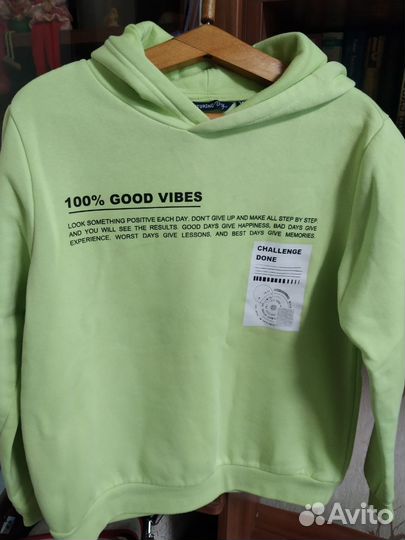 100% GOOD VIBES
LOOK SOMETHING POSITIVE EACH DAY. DON'T GIVE UP AND MAKE ALL STEP BY STEP.
AND YOU WILL SEE THE RESULTS. GOOD DAYS GIVE HAPPINESS, BAD DAYS GIVE
EXPERIENCE, WORST DAYS GIVE LESSONS, AND BEST DAYS GIVE MEMORIES.
CHALLENGE
DONE
Avito